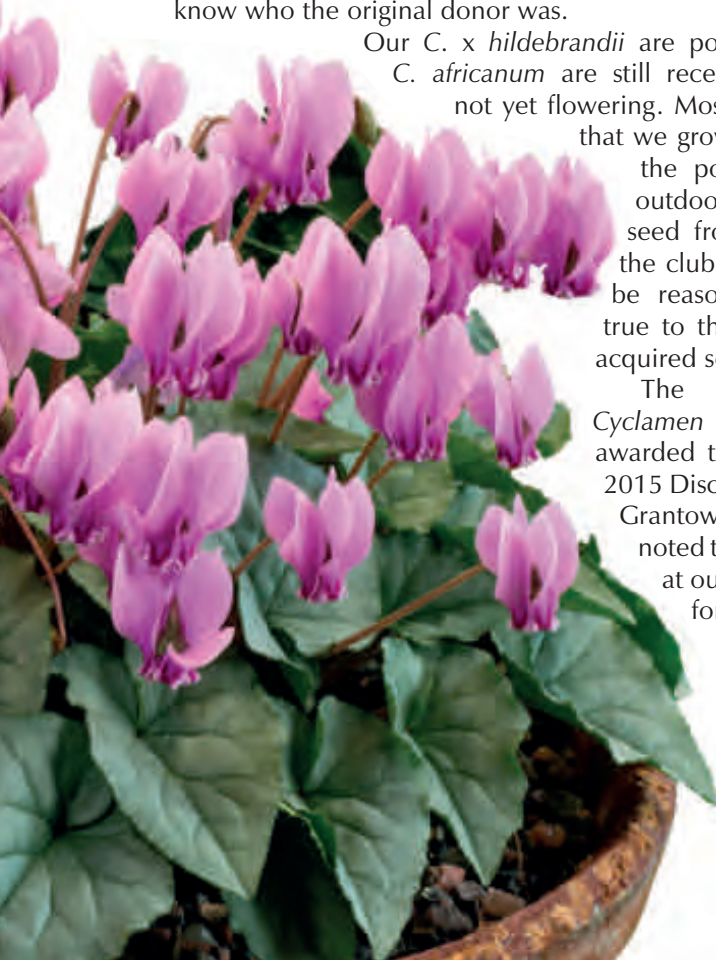 know who the original donor was.
Our C. x hildebrandii are po
C. africanum are still rece
not yet flowering. Mos
that we grow
the po
outdoo
seed fro
the club
be reaso
true to th
acquired se
The
Cyclamen
awarded t
2015 Disc
Grantow
noted t
at ou
for